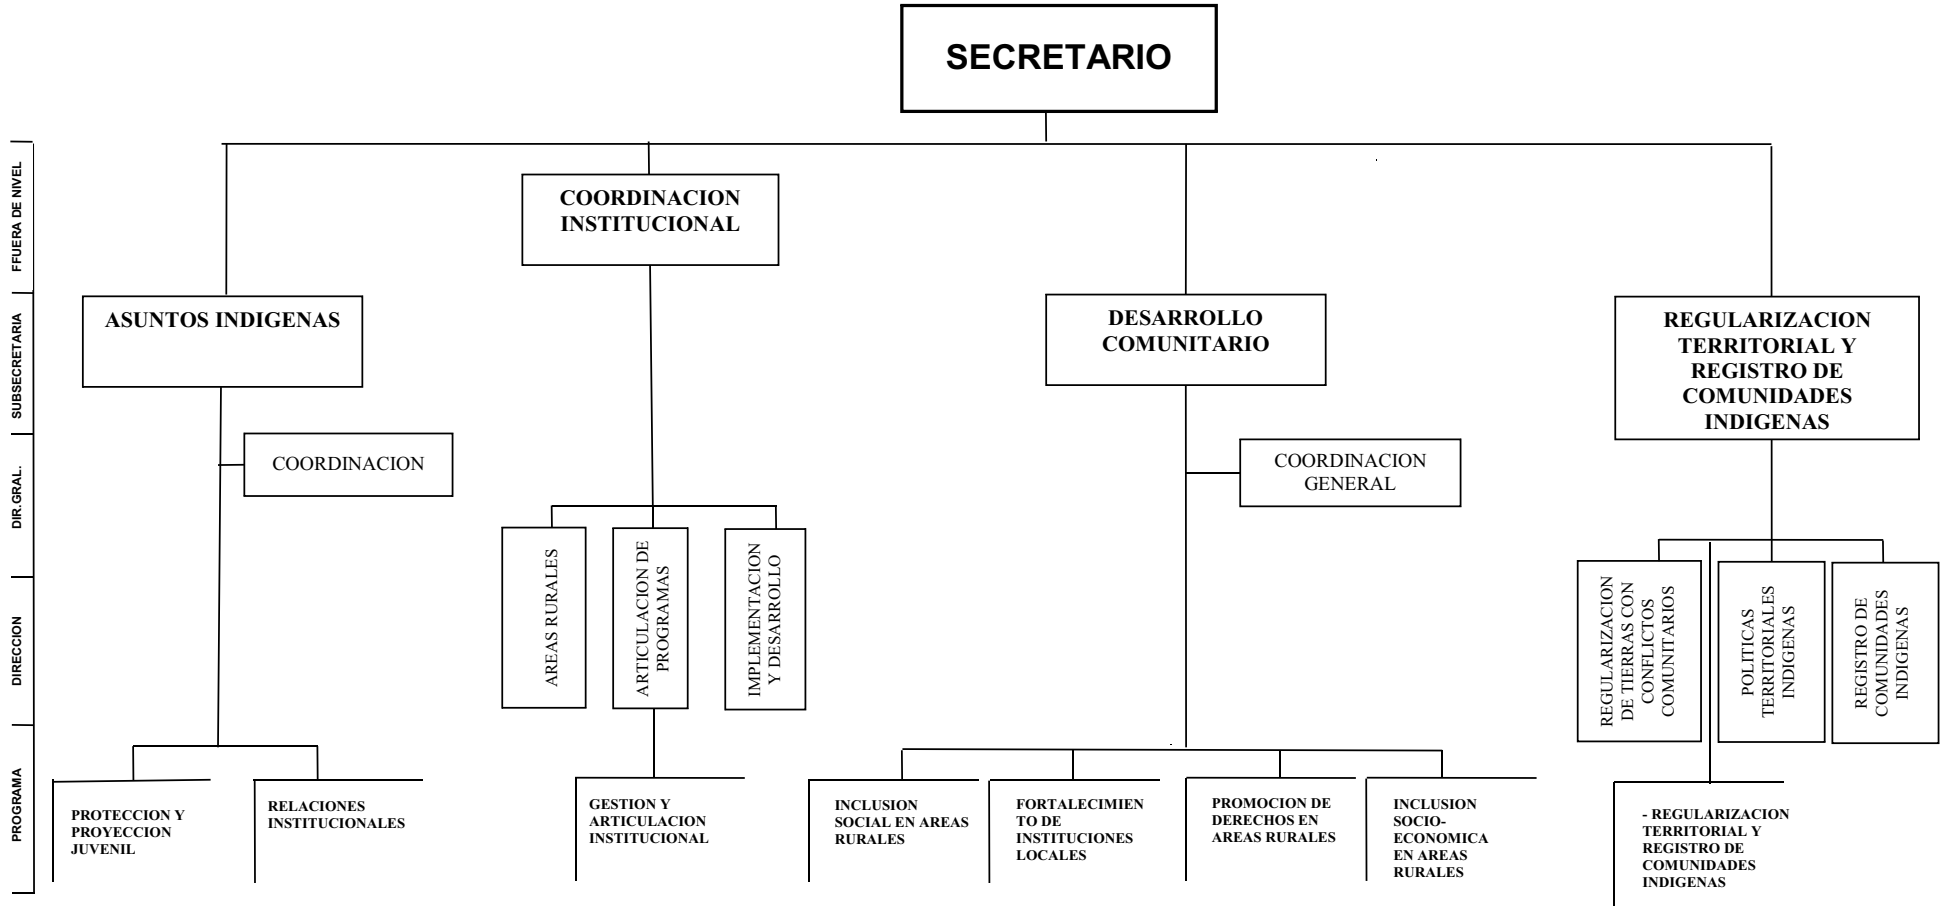 SECRETARIO
FFUERA DE NIVEL
SUBSECRETARIA
DIR.GRAL.
DIRECCION
PROGRAMA
COORDINACION
INSTITUCIONAL
ASUNTOS INDIGENAS
DESARROLLO
COMUNITARIO
REGULARIZACION
TERRITORIAL Y
REGISTRO DE
COMUNIDADES
INDIGENAS
COORDINACION
COORDINACION
GENERAL
AREAS RURALES
ARTICULACION DE
PROGRAMAS
IMPLEMENTACION
Y DESARROLLO
REGULARIZACION
DE TIERRAS CON
CONFLICTOS
COMUNITARIOS
POLITICAS
TERRITORIALES
INDIGENAS
REGISTRO DE
COMUNIDADES
INDIGENAS
PROTECCION Y
PROYECCION
JUVENIL
RELACIONES
INSTITUCIONALES
GESTION Y
ARTICULACION
INSTITUCIONAL
INCLUSION
SOCIAL EN AREAS
RURALES
FORTALECIMIEN
TO DE
INSTITUCIONES
LOCALES
PROMOCION DE
DERECHOS EN
AREAS RURALES
INCLUSION
SOCIO-
ECONOMICA
EN AREAS
RURALES
- REGULARIZACION
TERRITORIAL Y
REGISTRO DE
COMUNIDADES
INDIGENAS